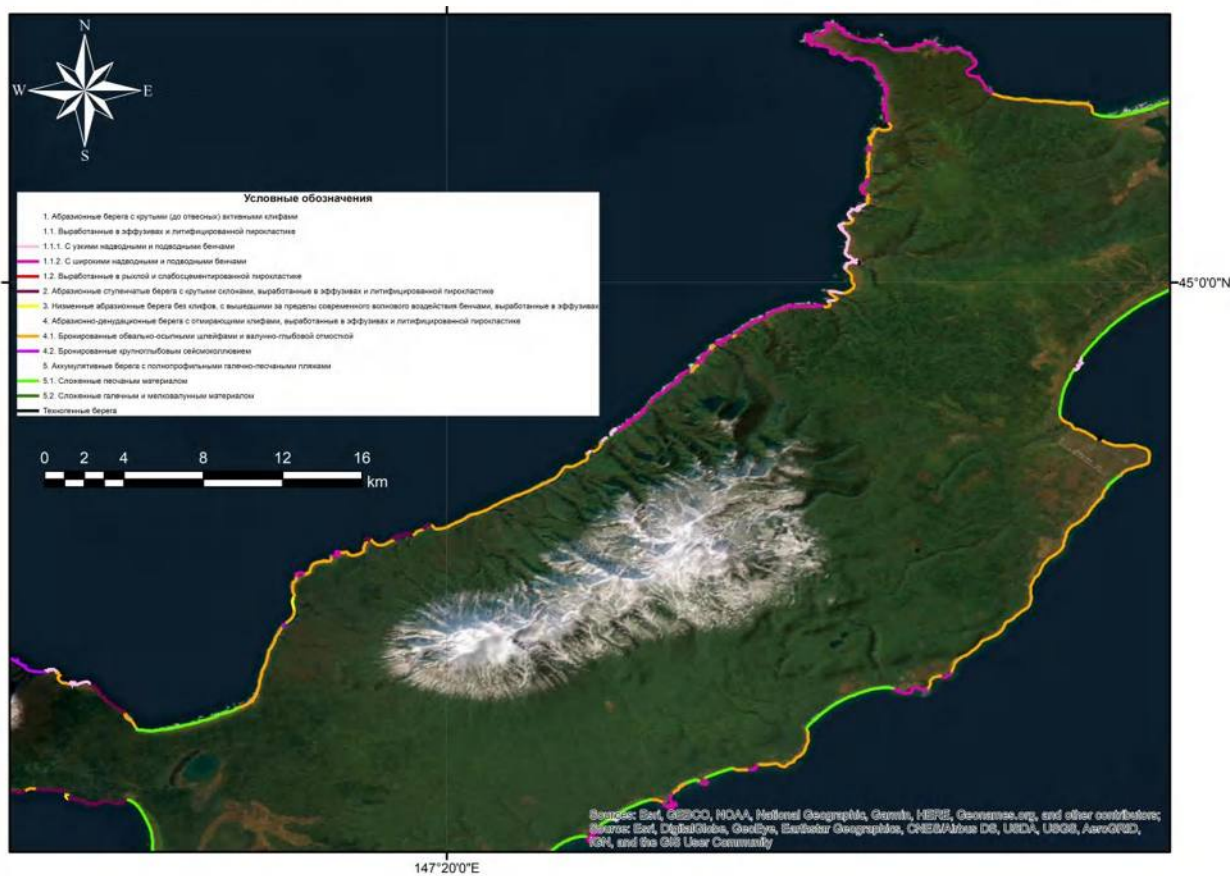 N
W E
S
Условные обозначения
1. Абразионные берега с крутыми (до отвесных) активными клифами
1.1. Выработанные в эффузивах и литифицированной пирокластике
1.1.1. С узкими надводными и подводными бенчами
1.1.2. С широкими надводными и подводными бенчами
1.2. Выработанные в рыхлой и слабосцементированной пирокластике
2. Абразионные ступенчатые берега с крутыми склонами, выработанные в эффузивах и литифицированной пирокластике
3. Низменные абразионные берега без клифов, с вышедшими за пределы современного волнового воздействия бенчами, выработанные в эффузивах
4. Абразионно-денудационные берега с отмирающими клифами, выработанные в эффузивах и литифицированной пирокластике
4.1. Бронированные обвально-осыпными шлейфами и валунно-глыбовой отмосткой
4.2. Бронированные крупноглыбовым сейсмоколлювием
5. Аккумулятивные берега с полнопрофильными галечно-песчаными пляжами
5.1. Сложенные песчаным материалом
5.2. Сложенные галечным и мелковалунным материалом
Техногенные берега
45°0'0"N
0 2 4 8 12 16
km
Sources: Esri, GEBCO, NOAA, National Geographic, Garmin, HERE, Geonames.org, and other contributors;
Source: Esri, DigitalGlobe, GeoEye, Earthstar Geographics, CNES/Airbus DS, USDA, USGS, AeroGRID,
IGN, and the GIS User Community
147°20'0"E